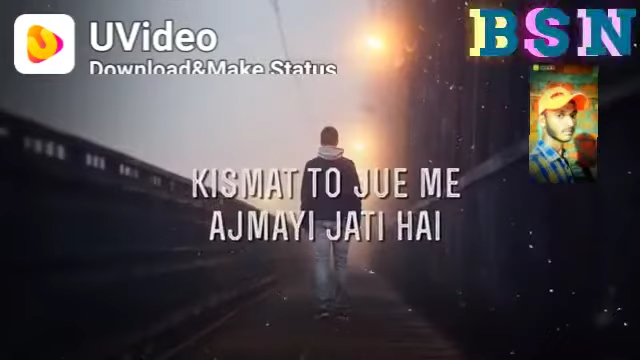 UVideo
Download&Make Status
BSN
KISMAT TO JUE ME
AJMAYI JATI HAI